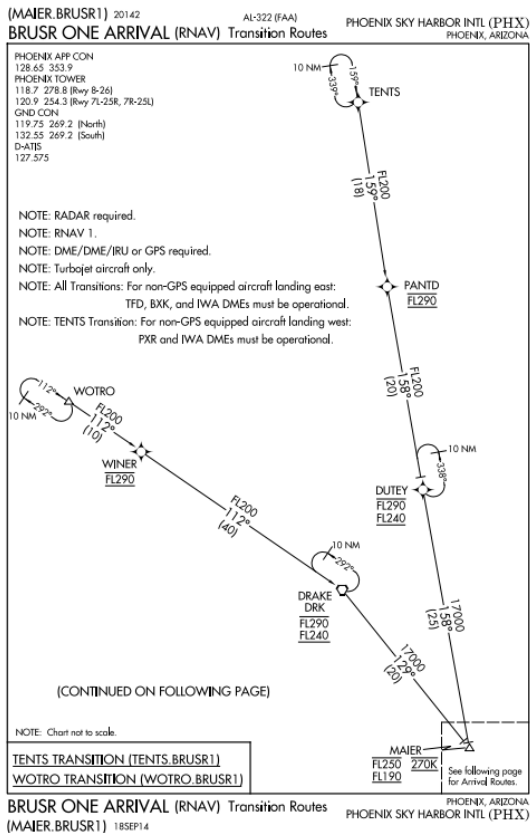 (MAIER.BRUSR1) 20142
AL-322 (FAA)
PHOENIX SKY HARBOR INTL (PHX)
BRUSR ONE ARRIVAL (RNAV) Transition Routes
PHOENIX, ARIZONA
PHOENIX APP CON
128.65 353.9
PHOENIX TOWER
118.7 278.8 (Rwy 8-26)
120.9 254.3 (Rwy 7L-25R, 7R-25L)
GND CON
119.75 269.2 (North)
132.55 269.2 (South)
D-ATIS
127.575
10 NM
159°
339°
TENTS
FL200
159°
(18)
NOTE: RADAR required.
NOTE: RNAV 1.
NOTE: DME/DME/IRU or GPS required.
NOTE: Turbojet aircraft only.
NOTE: All Transitions: For non-GPS equipped aircraft landing east:
TFD, BXK, and IWA DMEs must be operational.
NOTE: TENTS Transition: For non-GPS equipped aircraft landing west:
PXR and IWA DMEs must be operational.
PANTD
FL290
FL200
158°
(20)
112°
292°
10 NM
WOTRO
FL200
112°
(10)
WINER
FL290
10 NM
338°
DUTEY
FL290
FL240
FL200
112°
(40)
10 NM
292°
DRAKE
DRK
FL290
FL240
17000
158°
(25)
17000
129°
(20)
(CONTINUED ON FOLLOWING PAGE)
NOTE: Chart not to scale.
MAIER
FL250 270K
FL190
See following page
for Arrival Routes.
TENTS TRANSITION (TENTS.BRUSR1)
WOTRO TRANSITION (WOTRO.BRUSR1)
BRUSR ONE ARRIVAL (RNAV) Transition Routes
PHOENIX, ARIZONA
(MAIER.BRUSR1) 18SEP14
PHOENIX SKY HARBOR INTL (PHX)